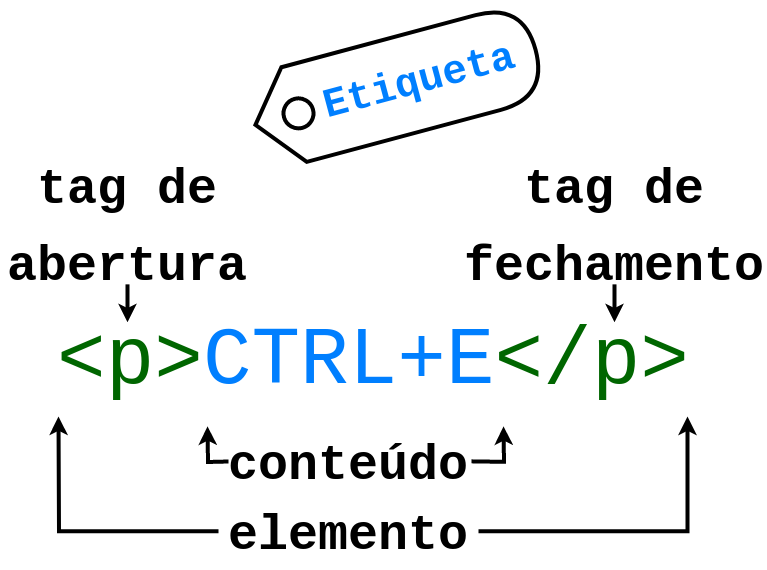 Etiqueta
tag de
abertura
tag de
fechamento
<p>CTRL+E</p>
conteúdo
elemento